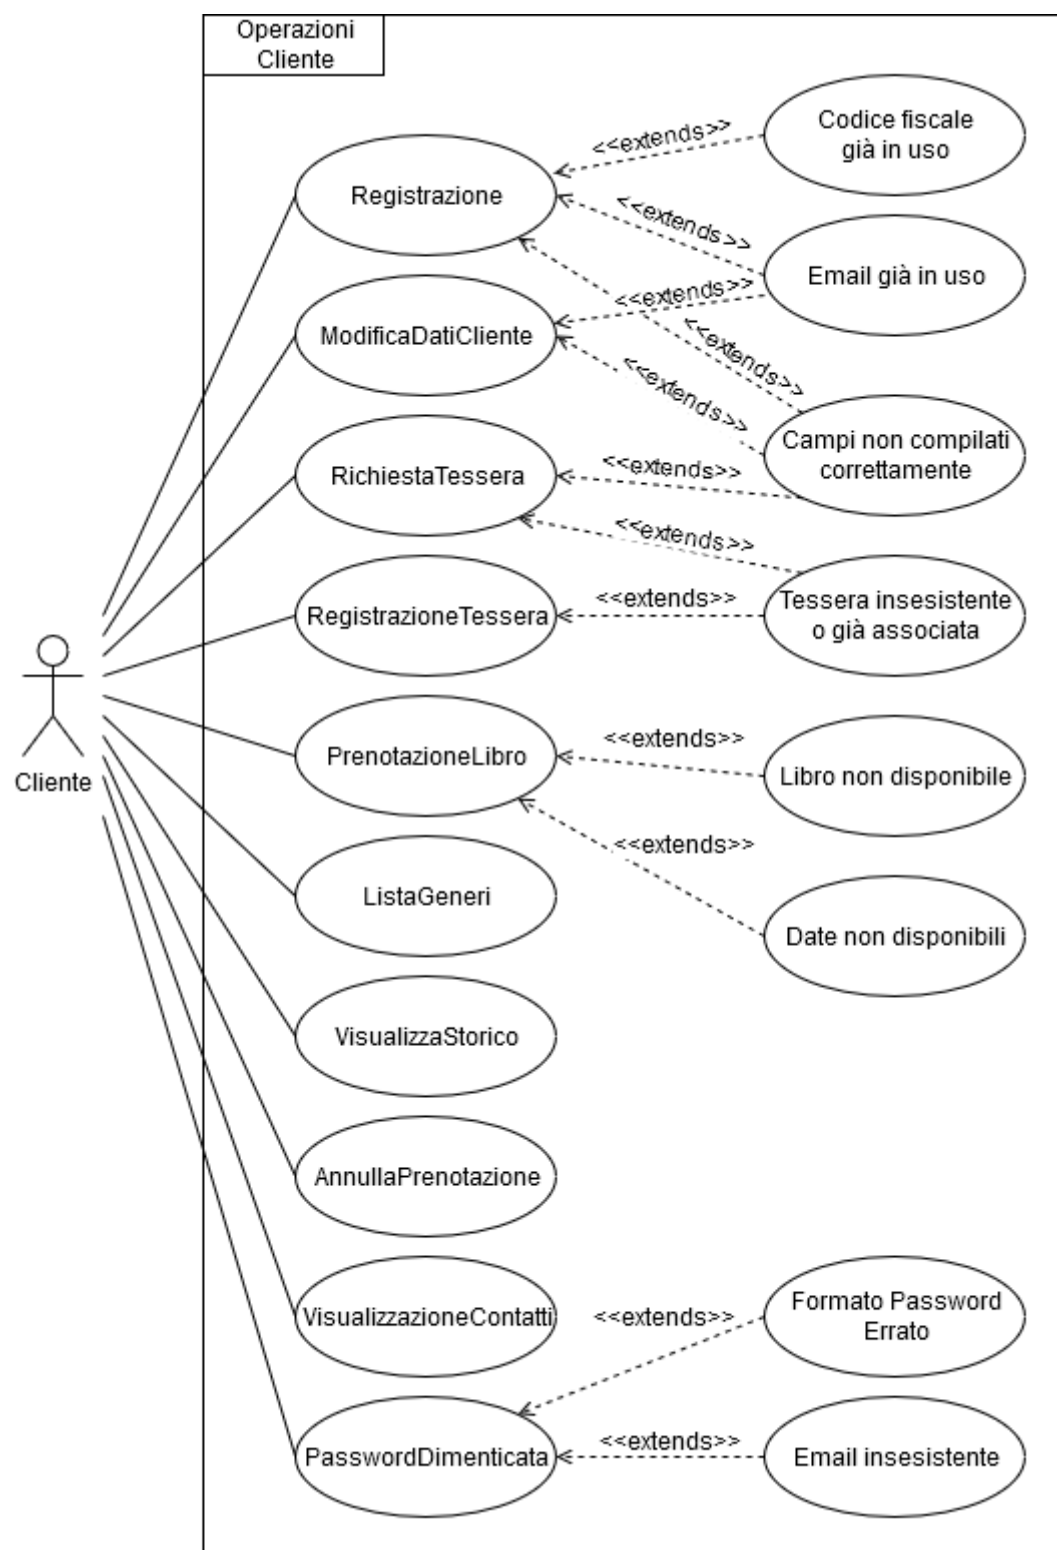 Operazioni
Cliente
Codice fiscale
già in uso
<<extends>>
Registrazione
<<extends>>
Email già in uso
<<extends>>
ModificaDatiCliente
<<extends>>
<<extends>>
Campi non compilati
correttamente
RichiestaTessera
<<extends>>
<<extends>>
Tessera insesistente
o già associata
RegistrazioneTessera
<<extends>>
Cliente
PrenotazioneLibro
<<extends>>
Libro non disponibile
<<extends>>
ListaGeneri
Date non disponibili
VisualizzaStorico
AnnullaPrenotazione
VisualizzazioneContatti
<<extends>>
Formato Password
Errato
PasswordDimenticata
<<extends>>
Email insesistente